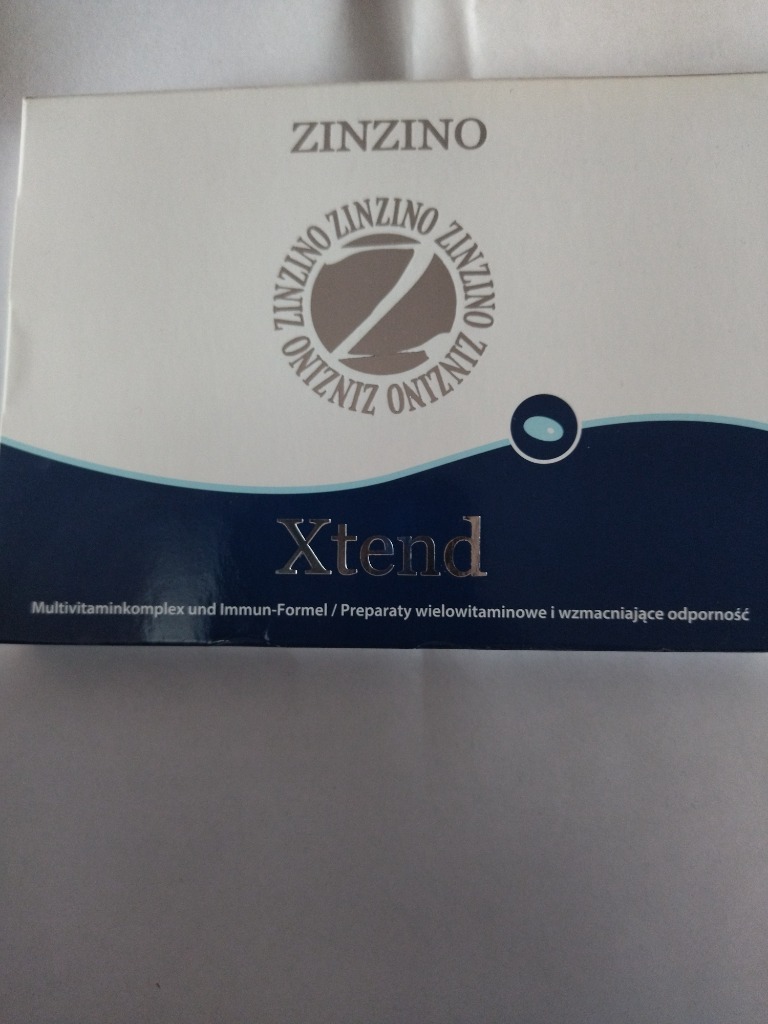 ZINZINO
ZINZINO ZINZINO ZINZINO ZINZINO ZINZINO
Z
Xtend
Multivitaminkomplex und Immun-Formel / Preparaty wielowitaminowe i wzmacniające odporność